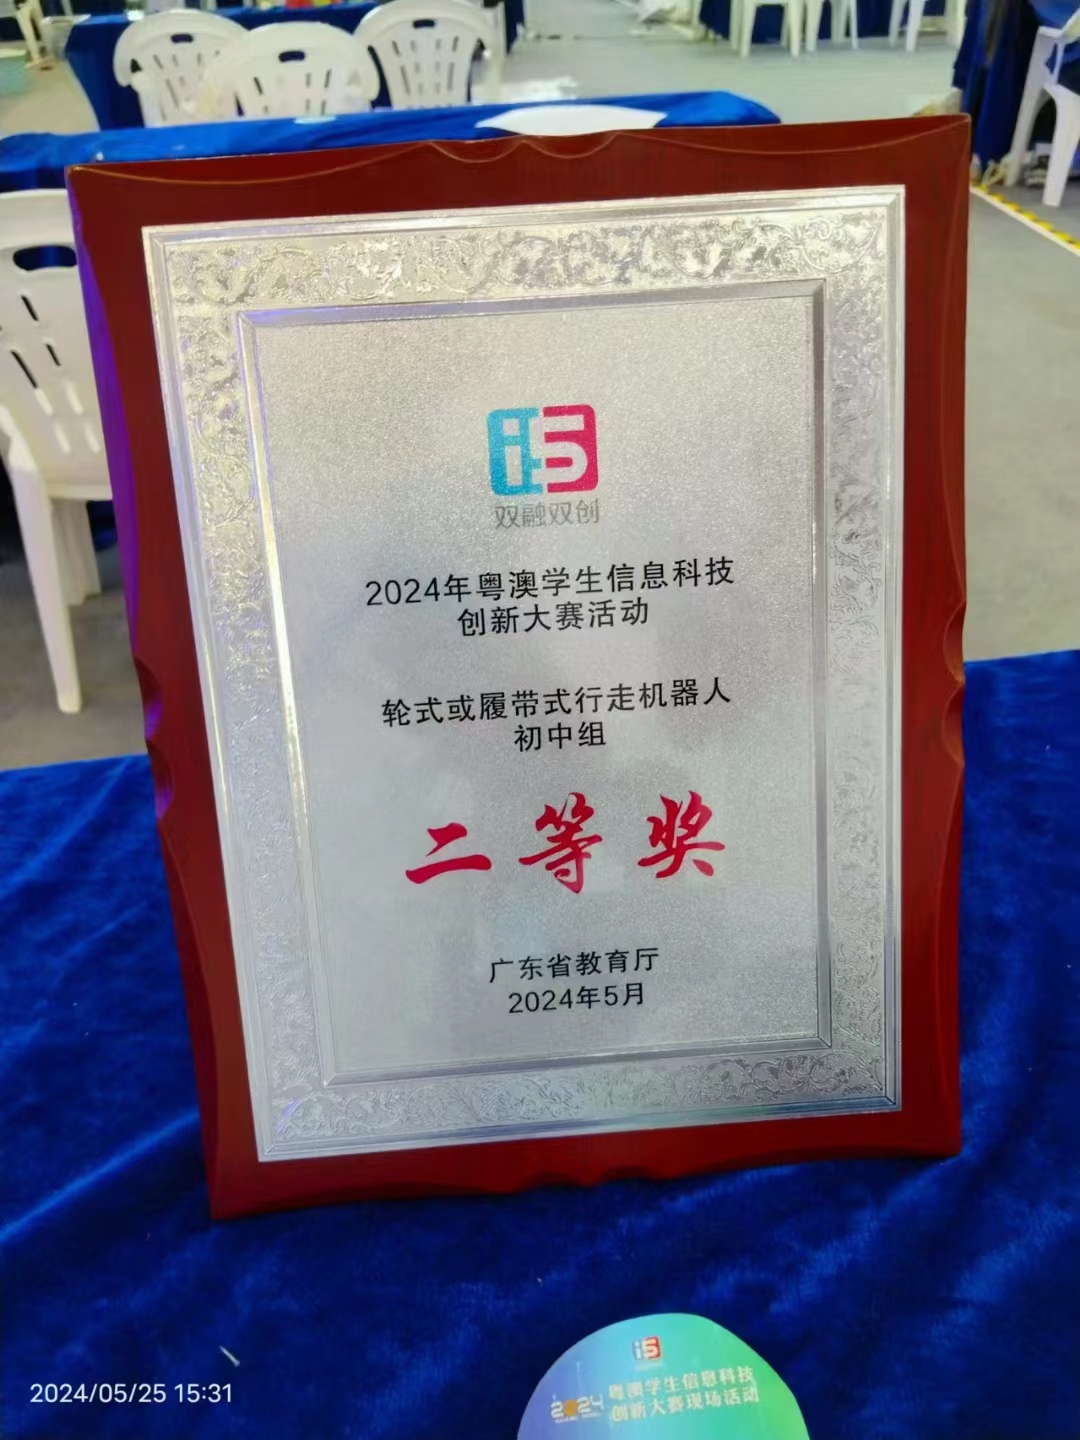 i5
双融双创
2024年粤澳学生信息科技
创新大赛活动
轮式或履带式行走机器人
初中组
二等奖
广东省教育厅
2024年5月
i5
2024
粤澳学生信息科技
创新大赛现场活动
2024/05/25 15:31